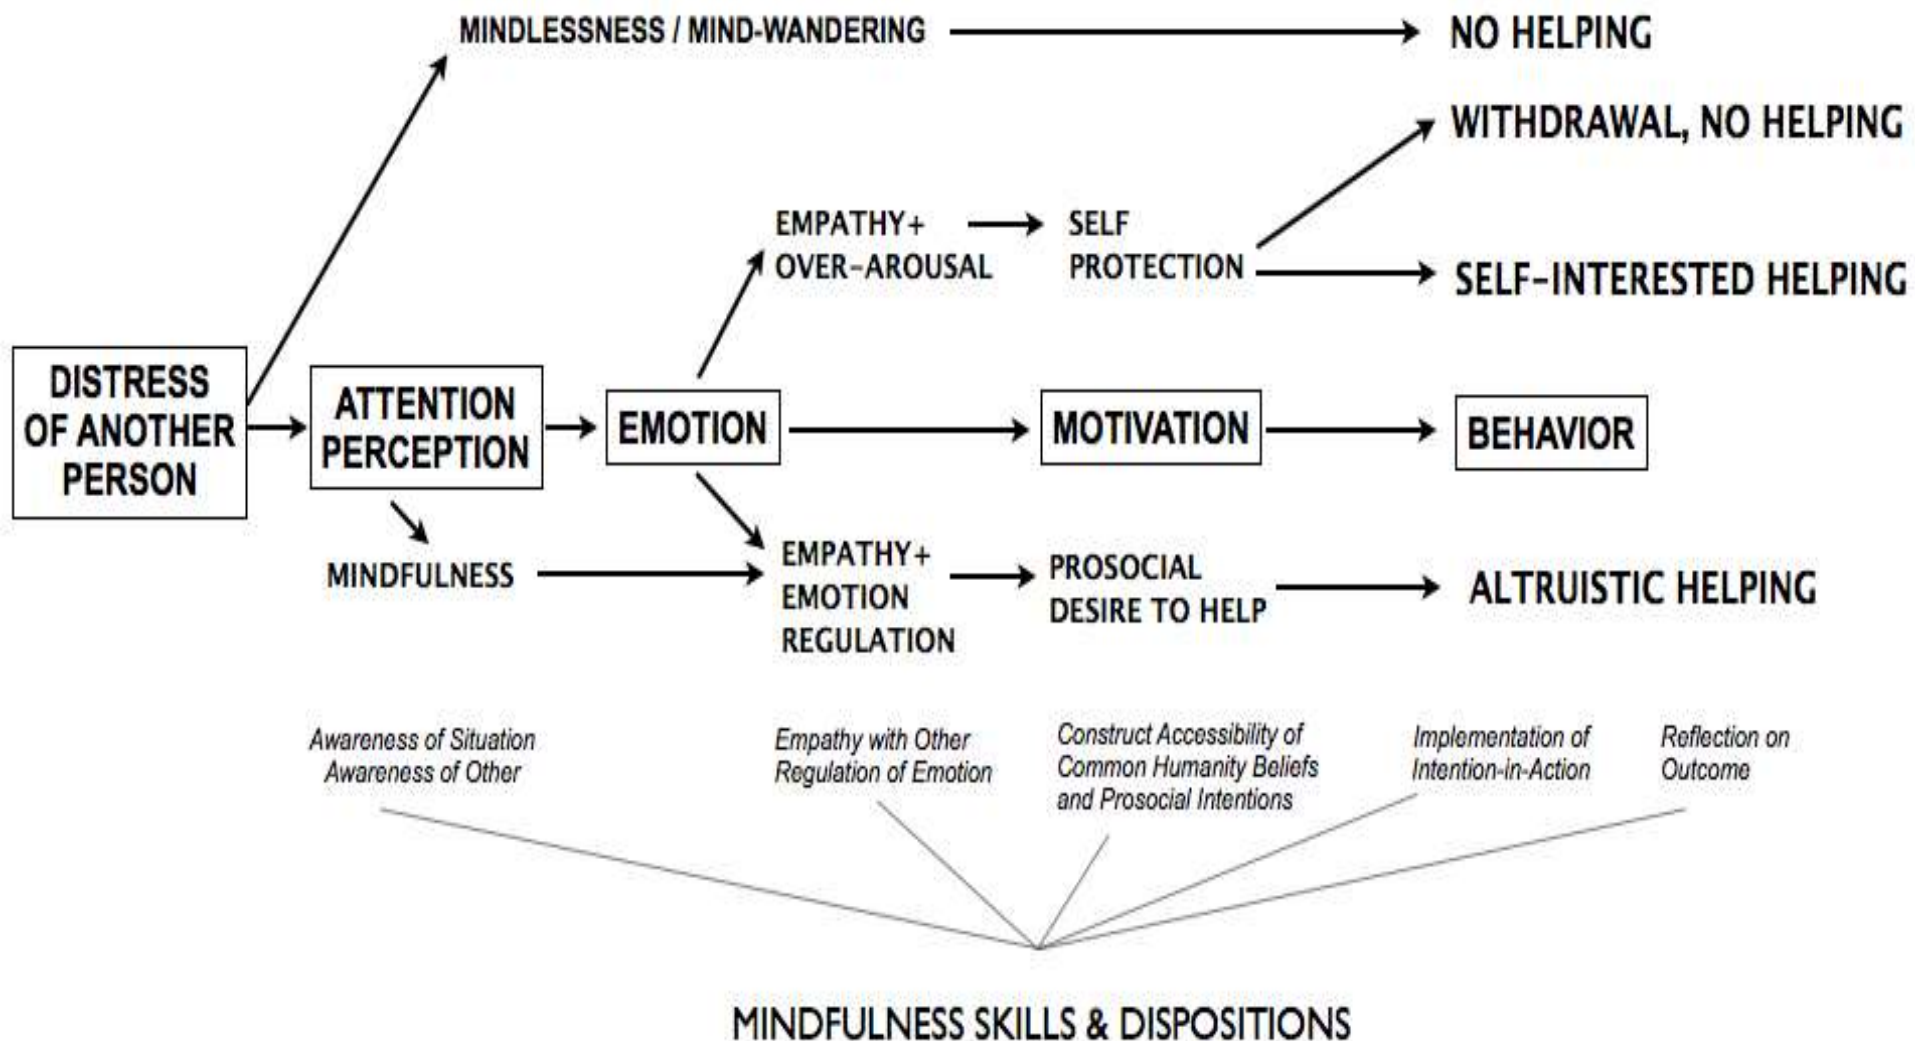 MINDLESSNESS / MIND-WANDERING
NO HELPING
WITHDRAWAL, NO HELPING
EMPATHY+
OVER-AROUSAL
SELF
PROTECTION
SELF-INTERESTED HELPING
DISTRESS
OF ANOTHER
PERSON
ATTENTION
PERCEPTION
EMOTION
MOTIVATION
BEHAVIOR
MINDFULNESS
EMPATHY+
EMOTION
REGULATION
PROSOCIAL
DESIRE TO HELP
ALTRUISTIC HELPING
Awareness of Situation
Awareness of Other
Empathy with Other
Regulation of Emotion
Construct Accessibility of
Common Humanity Beliefs
and Prosocial Intentions
Implementation of
Intention-in-Action
Reflection on
Outcome
MINDFULNESS SKILLS & DISPOSITIONS